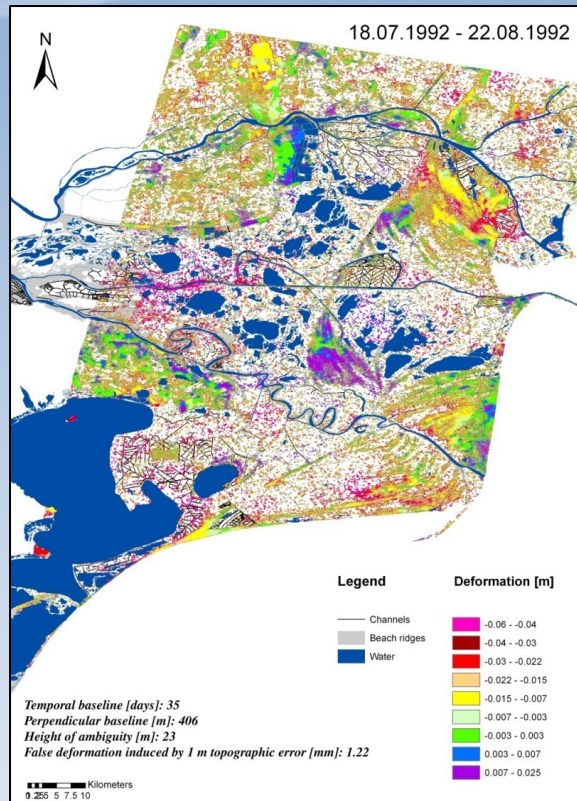 18.07.1992 - 22.08.1992
N
Legend
Channels
Beach ridges
Water
Deformation [m]
-0.06 - -0.04
-0.04 - -0.03
-0.03 - -0.022
-0.022 - -0.015
-0.015 - -0.007
-0.007 - -0.003
-0.003 - 0.003
0.003 - 0.007
0.007 - 0.025
Temporal baseline [days]: 35
Perpendicular baseline [m]: 406
Height of ambiguity [m]: 23
False deformation induced by 1 m topographic error [mm]: 1.22
Kilometers
5 7.5 10